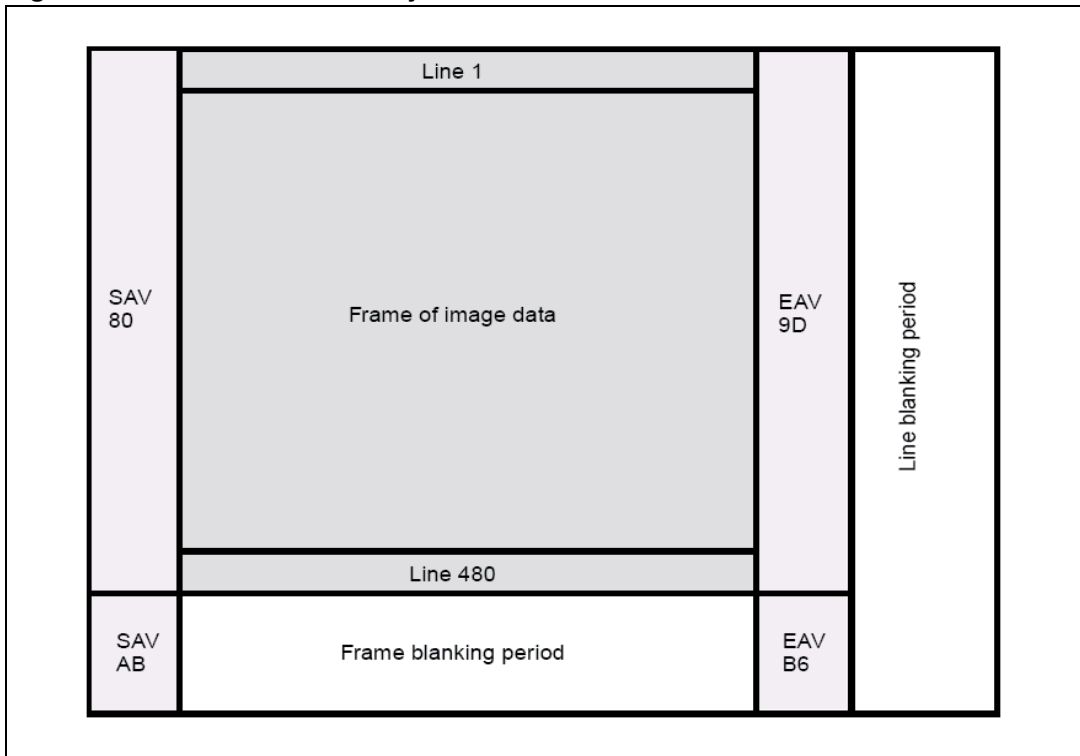 Line 1
SAV
80
Frame of image data
EAV
9D
Line blanking period
Line 480
SAV
AB
Frame blanking period
EAV
B6